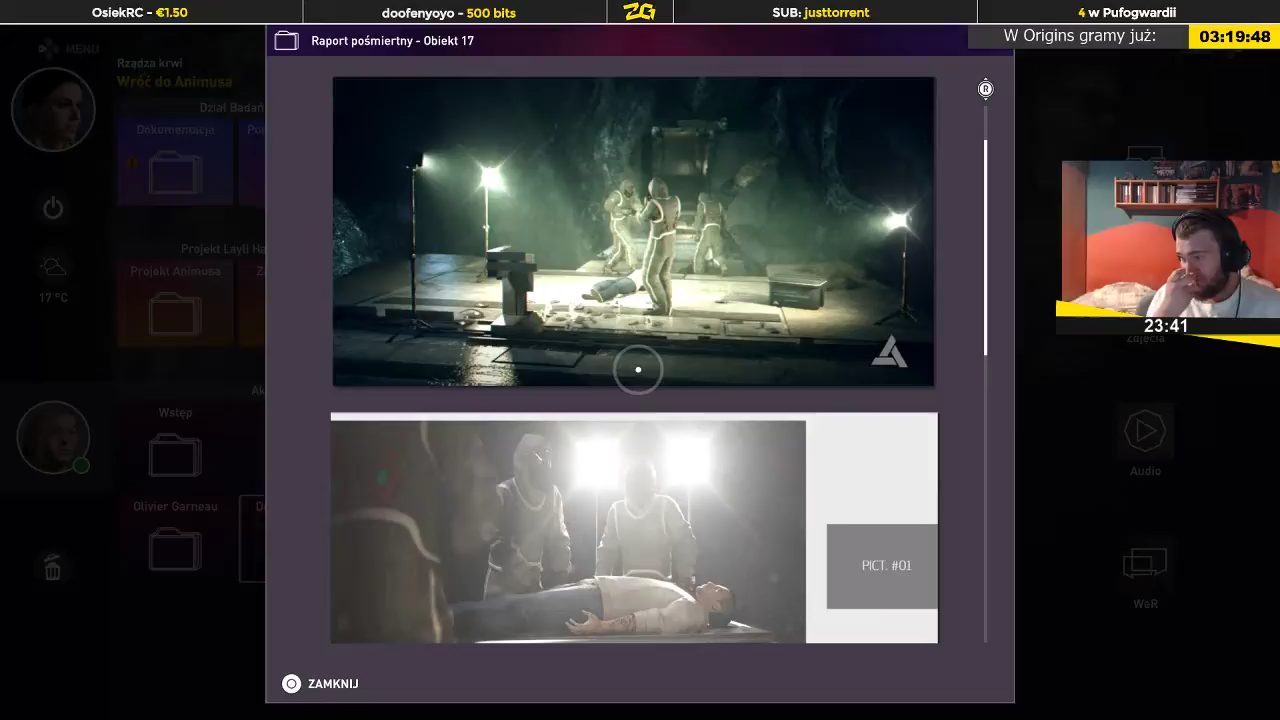 OsiekRC - €1.50
doofenyoyo - 500 bits
ZG
SUB: justtorrent
4 w Pufogwardii
W Origins gramy już:
03:19:48
MENU
Raport pośmiertny - Obiekt 17
R
Rządza krwi
Wróć do Animusa
Dział Badań
Dokumentacja
Projekt Layli Ha
Projekt Animusa
17 °C
23:41
Zdjęcia
Wstęp
Audio
Olivier Garneau
PICT. #01
WeR
ZAMKNIJ